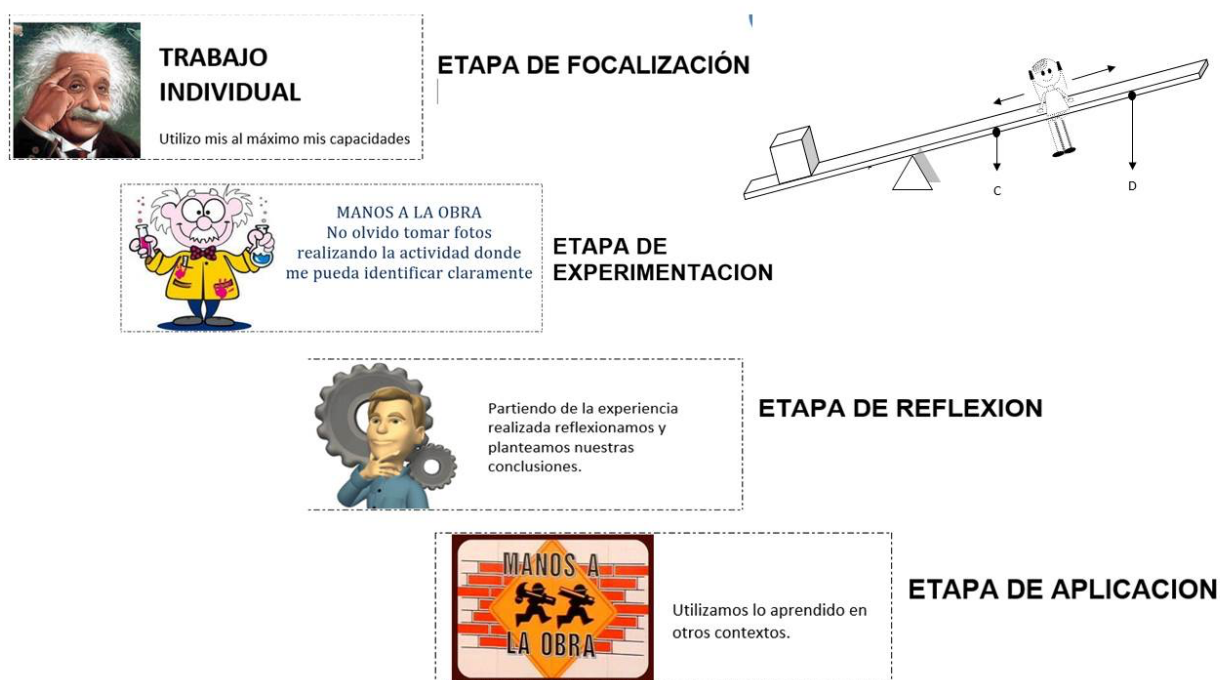 TRABAJO
INDIVIDUAL
Utilizo mis al máximo mis capacidades
ETAPA DE FOCALIZACIÓN
C
D
MANOS A LA OBRA
No olvido tomar fotos
realizando la actividad donde
me pueda identificar claramente
ETAPA DE
EXPERIMENTACION
Partiendo de la experiencia
realizada reflexionamos y
planteamos nuestras
conclusiones.
ETAPA DE REFLEXION
MANOS A
LA OBRA
Utilizamos lo aprendido en
otros contextos.
ETAPA DE APLICACION